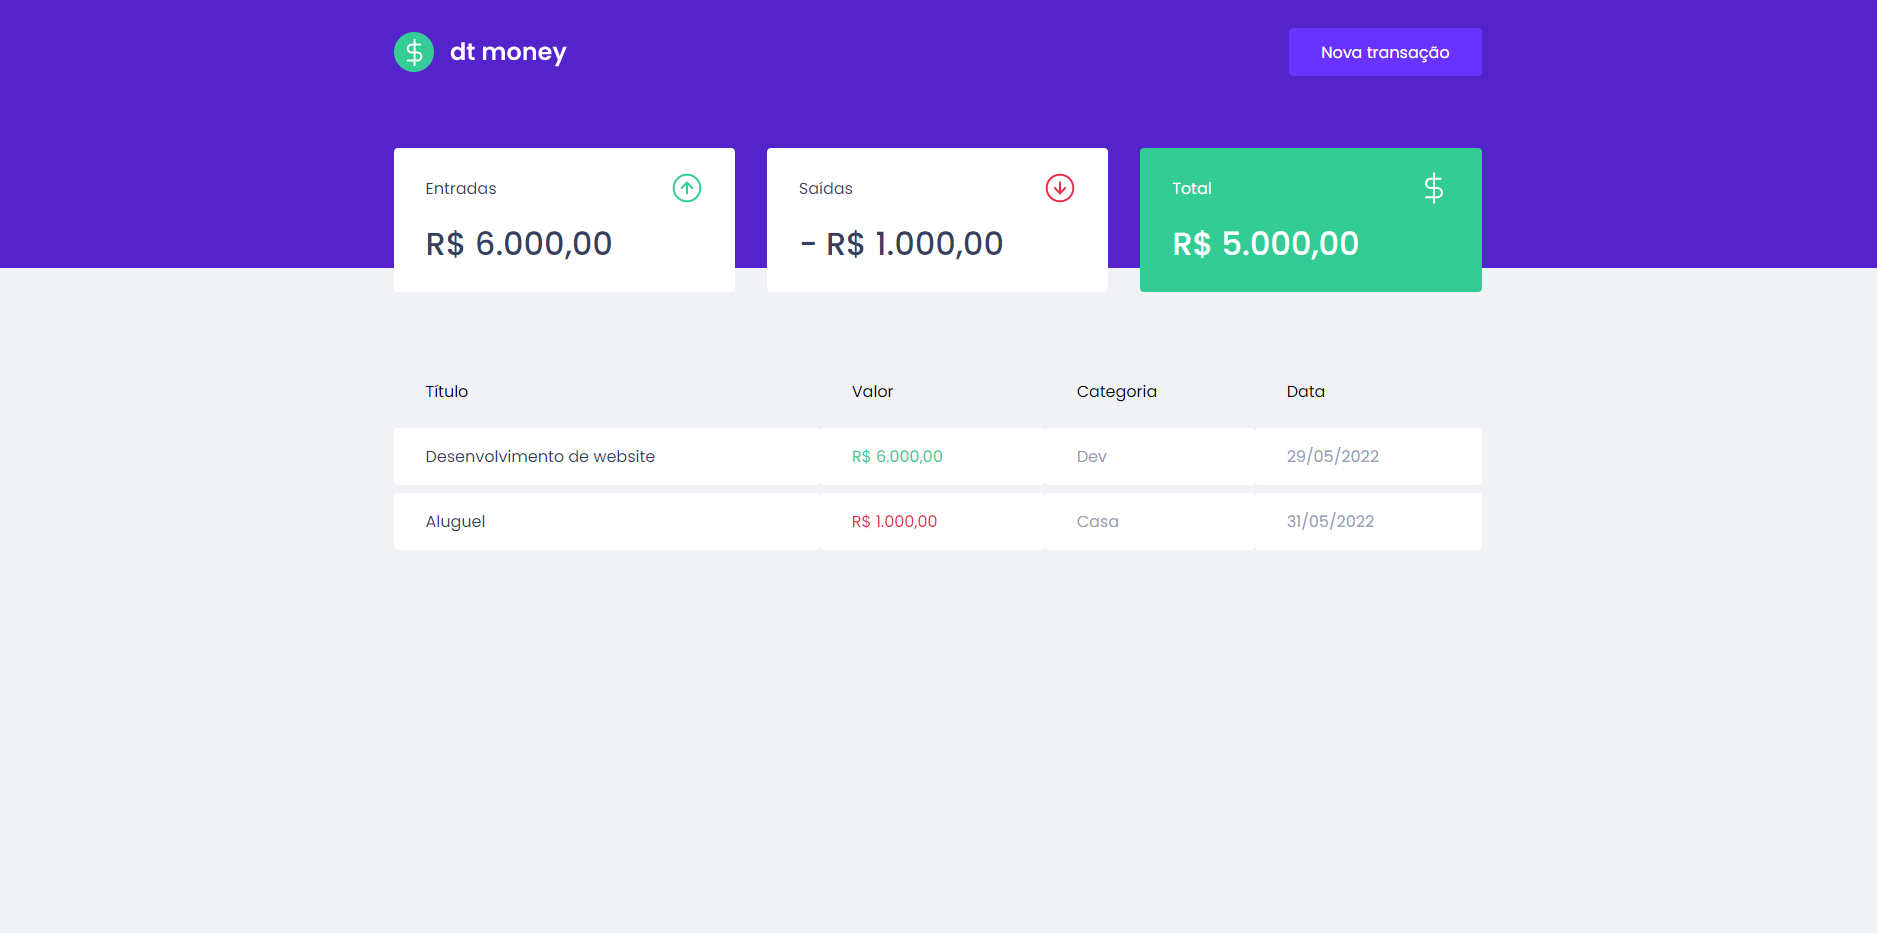 dt money
Nova transação
Entradas
R$ 6.000,00
Saídas
- R$ 1.000,00
Total
R$ 5.000,00
Título Valor Categoria Data
Desenvolvimento de website R$ 6.000,00 Dev 29/05/2022
Aluguel R$ 1.000,00 Casa 31/05/2022